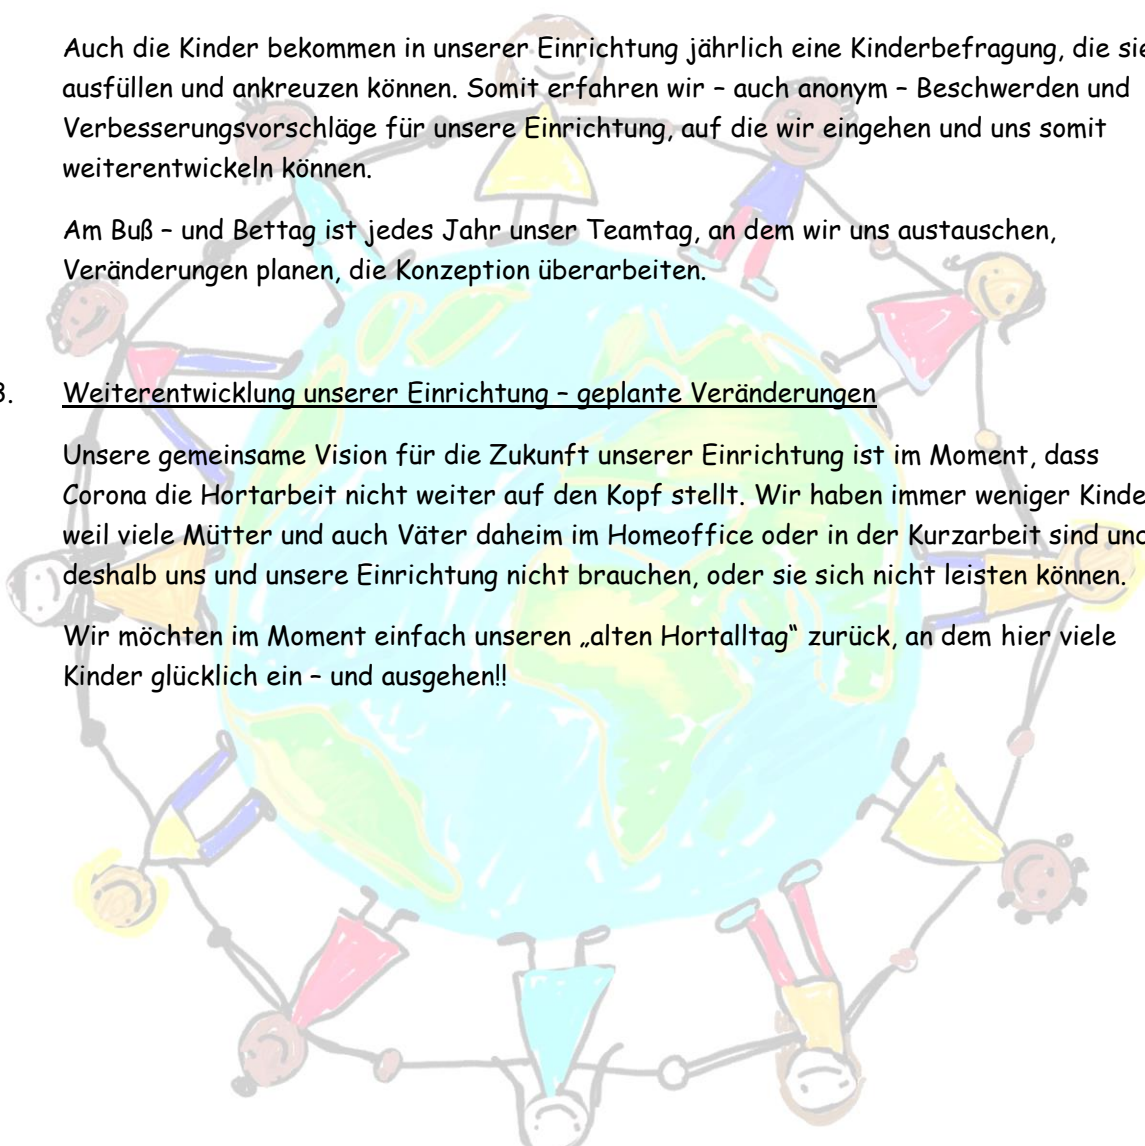 Auch die Kinder bekommen in unserer Einrichtung jährlich eine Kinderbefragung, die sie
ausfüllen und ankreuzen können. Somit erfahren wir – auch anonym – Beschwerden und
Verbesserungsvorschläge für unsere Einrichtung, auf die wir eingehen und uns somit
weiterentwickeln können.
Am Buß – und Bettag ist jedes Jahr unser Teamtag, an dem wir uns austauschen,
Veränderungen planen, die Konzeption überarbeiten.
3. Weiterentwicklung unserer Einrichtung – geplante Veränderungen
Unsere gemeinsame Vision für die Zukunft unserer Einrichtung ist im Moment, dass
Corona die Hortarbeit nicht weiter auf den Kopf stellt. Wir haben immer weniger Kinde
weil viele Mütter und auch Väter daheim im Homeoffice oder in der Kurzarbeit sind und
deshalb uns und unsere Einrichtung nicht brauchen, oder sie sich nicht leisten können.
Wir möchten im Moment einfach unseren „alten Hortalltag“ zurück, an dem hier viele
Kinder glücklich ein – und ausgehen!!